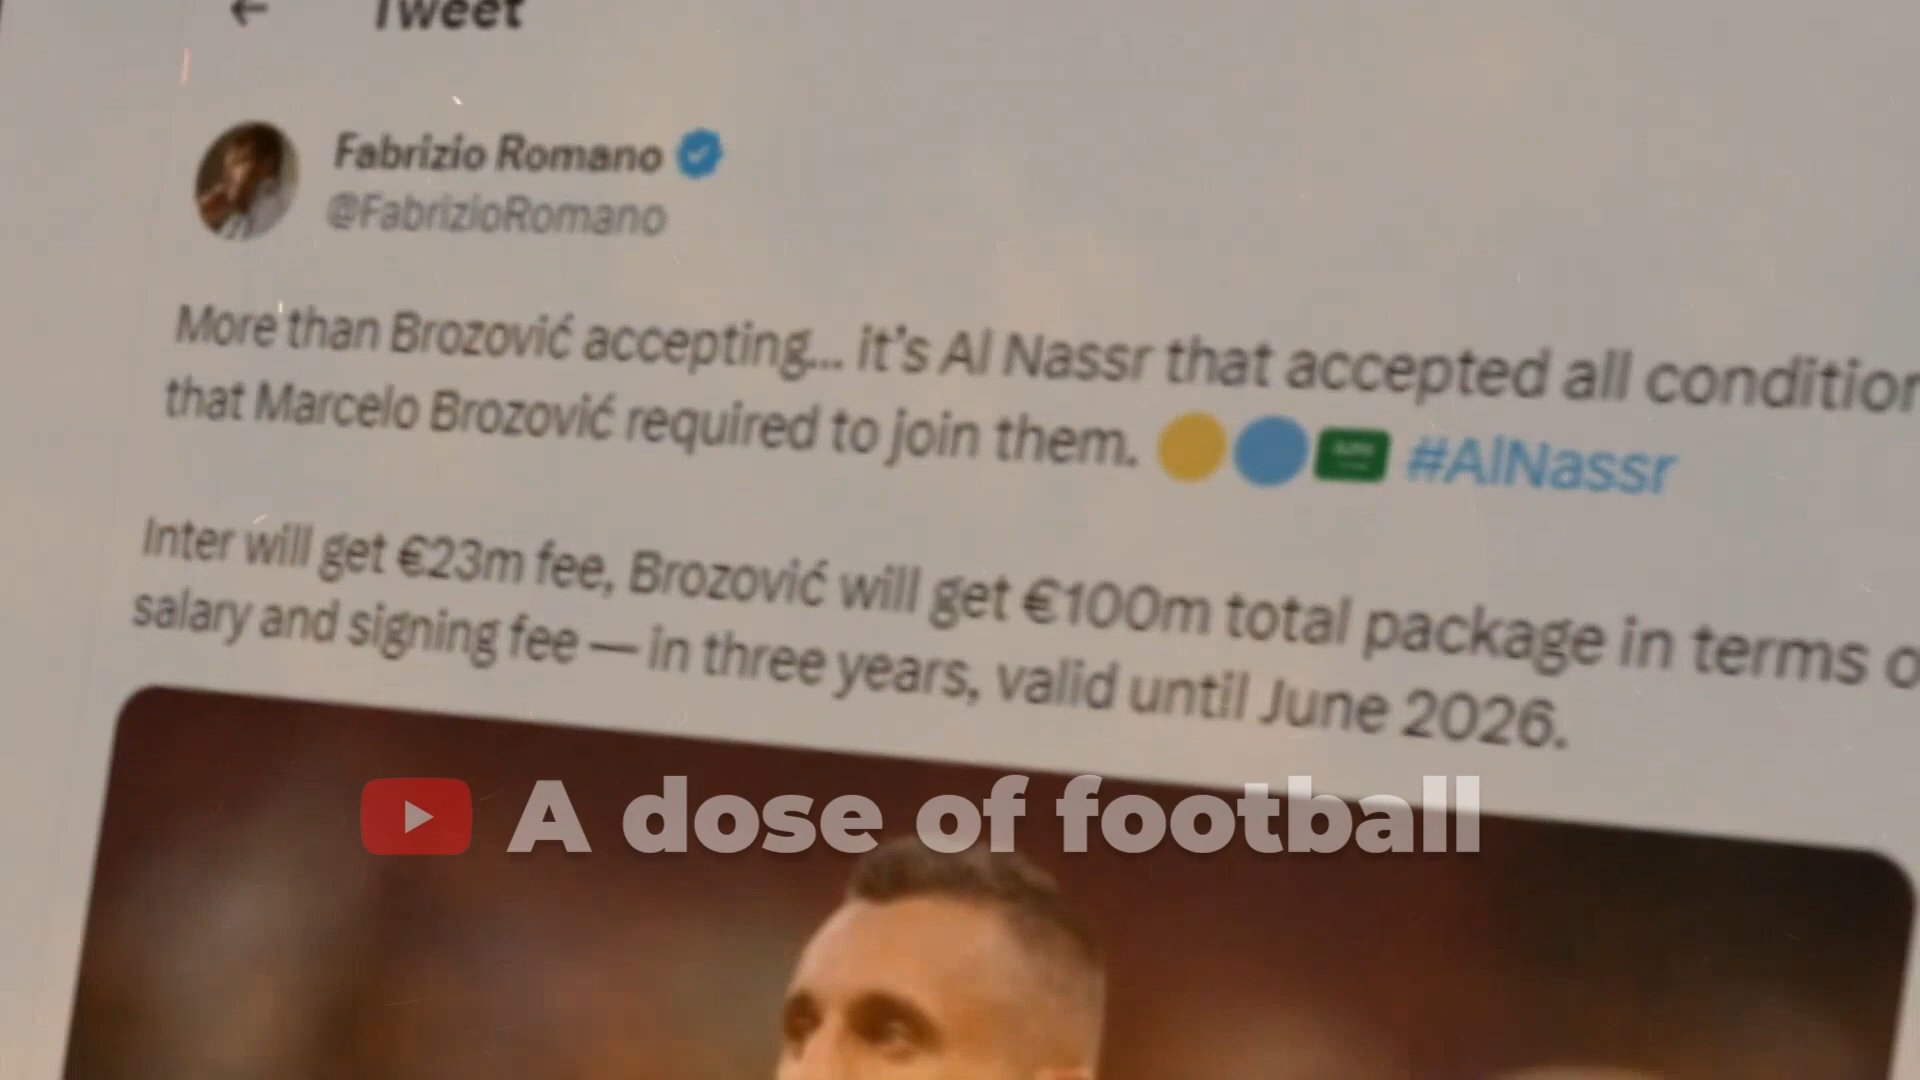 Tweet
Fabrizio Romano
@FabrizioRomano
More than Brozović accepting... it's Al Nassr that accepted all condition
that Marcelo Brozović required to join them. #AlNassr
Inter will get €23m fee, Brozović will get €100m total package in terms o
salary and signing fee — in three years, valid until June 2026.
A dose of football